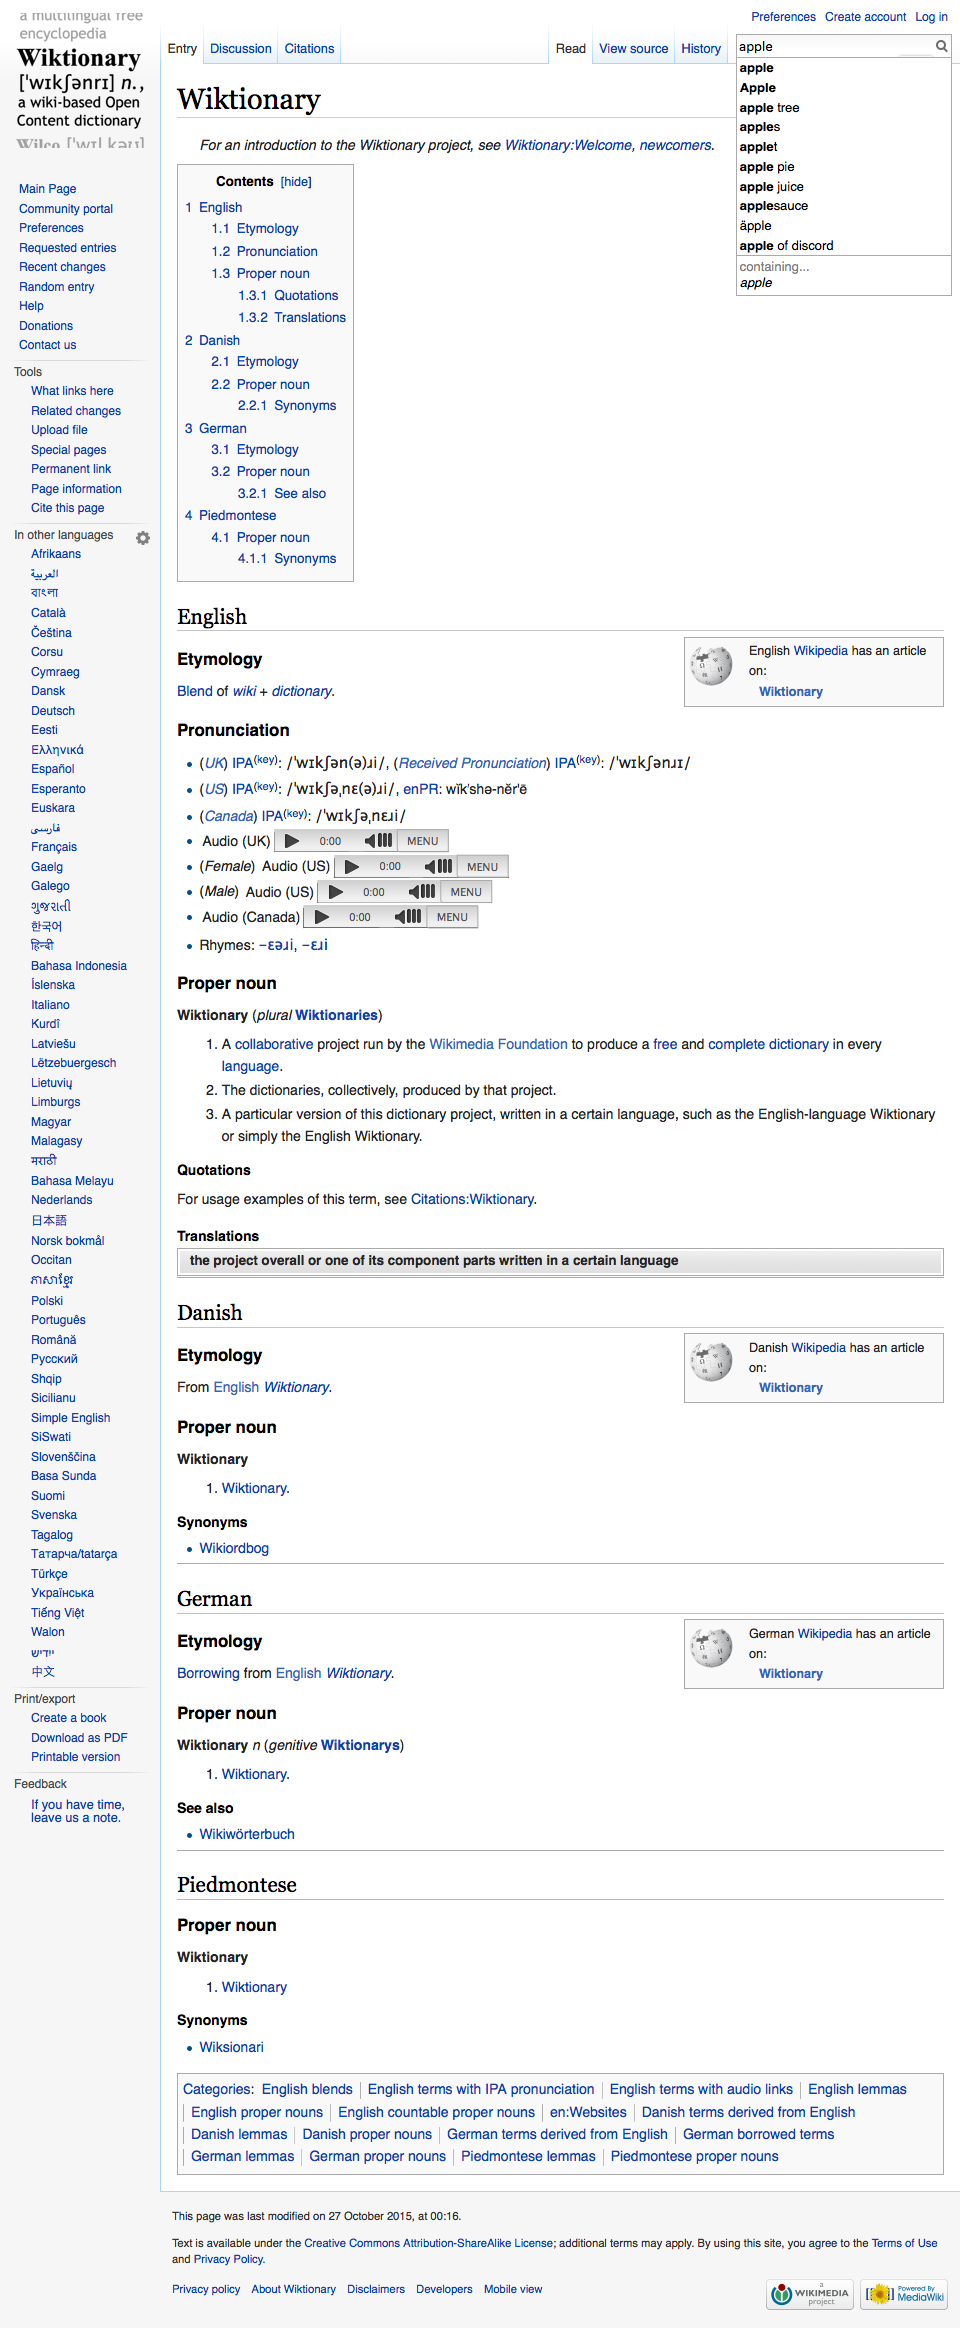 a multilingual free
encyclopedia
Wiktionary
['wɪkʃənrɪ] n.,
a wiki-based Open
Content dictionary
Wilco ['wɪl kəʊ]
Preferences Create account Log in
Entry Discussion Citations Read View source History
apple
apple
Apple
apple tree
apples
applet
apple pie
apple juice
applesauce
äpple
apple of discord
containing...
apple
Main Page
Community portal
Preferences
Requested entries
Recent changes
Random entry
Help
Donations
Contact us
Tools
What links here
Related changes
Upload file
Special pages
Permanent link
Page information
Cite this page
In other languages
Afrikaans
العربية
বাংলা
Català
Čeština
Corsu
Cymraeg
Dansk
Deutsch
Eesti
Ελληνικά
Español
Esperanto
Euskara
فارسی
Français
Gaelg
Galego
ગુજરાતી
한국어
हिन्दी
Bahasa Indonesia
Íslenska
Italiano
Kurdî
Latviešu
Lëtzebuergesch
Lietuvių
Limburgs
Magyar
Malagasy
मराठी
Bahasa Melayu
Nederlands
日本語
Norsk bokmål
Occitan
ភាសាខ្មែរ
Polski
Português
Română
Русский
Shqip
Sicilianu
Simple English
SiSwati
Slovenščina
Basa Sunda
Suomi
Svenska
Tagalog
Татарча/tatarça
Türkçe
Українська
Tiếng Việt
Walon
ייִדיש
中文
Print/export
Create a book
Download as PDF
Printable version
Feedback
If you have time,
leave us a note.
Wiktionary
For an introduction to the Wiktionary project, see Wiktionary:Welcome, newcomers.
Contents [hide]
1 English
1.1 Etymology
1.2 Pronunciation
1.3 Proper noun
1.3.1 Quotations
1.3.2 Translations
2 Danish
2.1 Etymology
2.2 Proper noun
2.2.1 Synonyms
3 German
3.1 Etymology
3.2 Proper noun
3.2.1 See also
4 Piedmontese
4.1 Proper noun
4.1.1 Synonyms
English
English Wikipedia has an article
on:
Wiktionary
Etymology
Blend of wiki + dictionary.
Pronunciation
• (UK) IPA(key): /ˈwɪkʃən(ə)ɹi/, (Received Pronunciation) IPA(key): /ˈwɪkʃənɹɪ/
• (US) IPA(key): /ˈwɪkʃəˌnɛ(ə)ɹi/, enPR: wĭkʹshə-nĕrʹē
• (Canada) IPA(key): /ˈwɪkʃəˌnɛɹi/
• Audio (UK) 0:00 MENU
• (Female) Audio (US) 0:00 MENU
• (Male) Audio (US) 0:00 MENU
• Audio (Canada) 0:00 MENU
• Rhymes: -ɛəɹi, -ɛɹi
Proper noun
Wiktionary (plural Wiktionaries)
1. A collaborative project run by the Wikimedia Foundation to produce a free and complete dictionary in every
language.
2. The dictionaries, collectively, produced by that project.
3. A particular version of this dictionary project, written in a certain language, such as the English-language Wiktionary
or simply the English Wiktionary.
Quotations
For usage examples of this term, see Citations:Wiktionary.
Translations
the project overall or one of its component parts written in a certain language
Danish
Danish Wikipedia has an article
on:
Wiktionary
Etymology
From English Wiktionary.
Proper noun
Wiktionary
1. Wiktionary.
Synonyms
• Wikiordbog
German
German Wikipedia has an article
on:
Wiktionary
Etymology
Borrowing from English Wiktionary.
Proper noun
Wiktionary n (genitive Wiktionarys)
1. Wiktionary.
See also
• Wikiwörterbuch
Piedmontese
Proper noun
Wiktionary
1. Wiktionary
Synonyms
• Wiksionari
Categories: English blends | English terms with IPA pronunciation | English terms with audio links | English lemmas
| English proper nouns | English countable proper nouns | en:Websites | Danish terms derived from English
| Danish lemmas | Danish proper nouns | German terms derived from English | German borrowed terms
| German lemmas | German proper nouns | Piedmontese lemmas | Piedmontese proper nouns
This page was last modified on 27 October 2015, at 00:16.
Text is available under the Creative Commons Attribution-ShareAlike License; additional terms may apply. By using this site, you agree to the Terms of Use
and Privacy Policy.
Privacy policy About Wiktionary Disclaimers Developers Mobile view
a
WIKIMEDIA
project
Powered By
MediaWiki